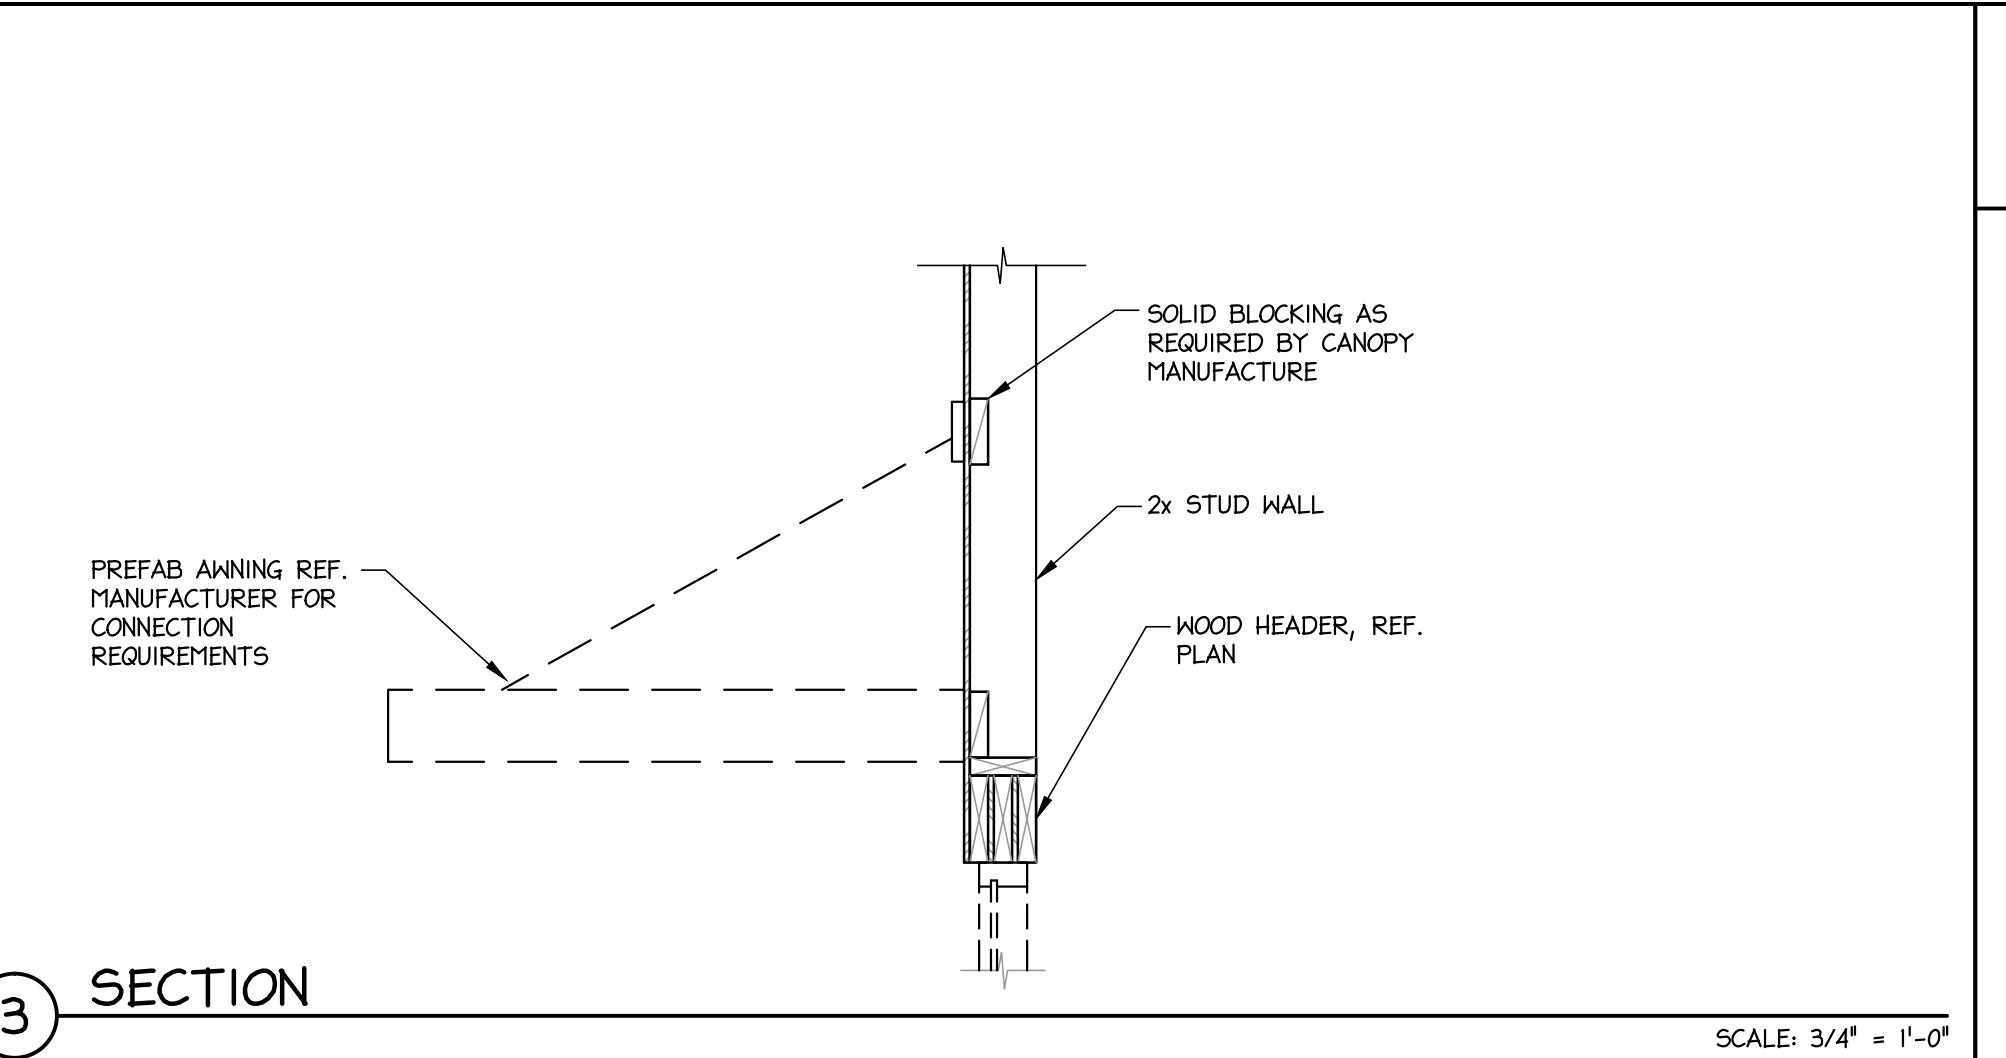 SOLID BLOCKING AS
REQUIRED BY CANOPY
MANUFACTURE
2x STUD WALL
PREFAB AWNING REF.
MANUFACTURER FOR
CONNECTION
REQUIREMENTS
WOOD HEADER, REF.
PLAN
3
SECTION
SCALE: 3/4" = 1'-0"